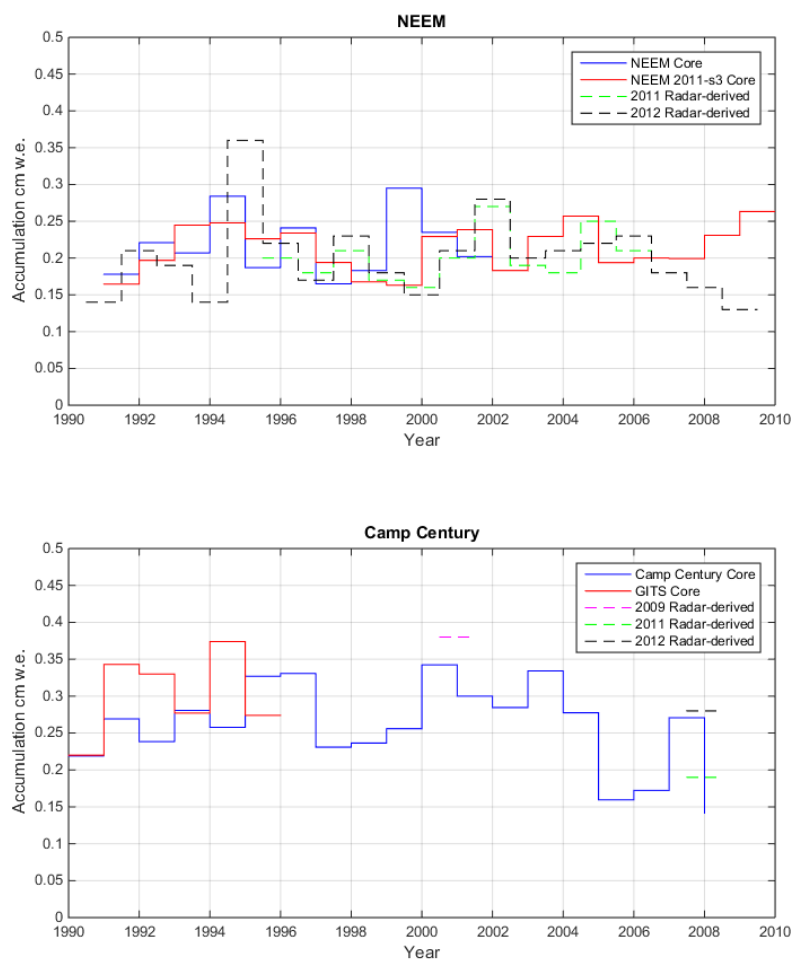 NEEM
0.5
0.45
0.4
0.35
0.3
0.25
0.2
0.15
0.1
0.05
0
Accumulation cm w.e.
NEEM Core
NEEM 2011-s3 Core
2011 Radar-derived
2012 Radar-derived
1990 1992 1994 1996 1998 2000 2002 2004 2006 2008 2010
Year
Camp Century
0.5
0.45
0.4
0.35
0.3
0.25
0.2
0.15
0.1
0.05
0
Accumulation cm w.e.
Camp Century Core
GITS Core
2009 Radar-derived
2011 Radar-derived
2012 Radar-derived
1990 1992 1994 1996 1998 2000 2002 2004 2006 2008 2010
Year